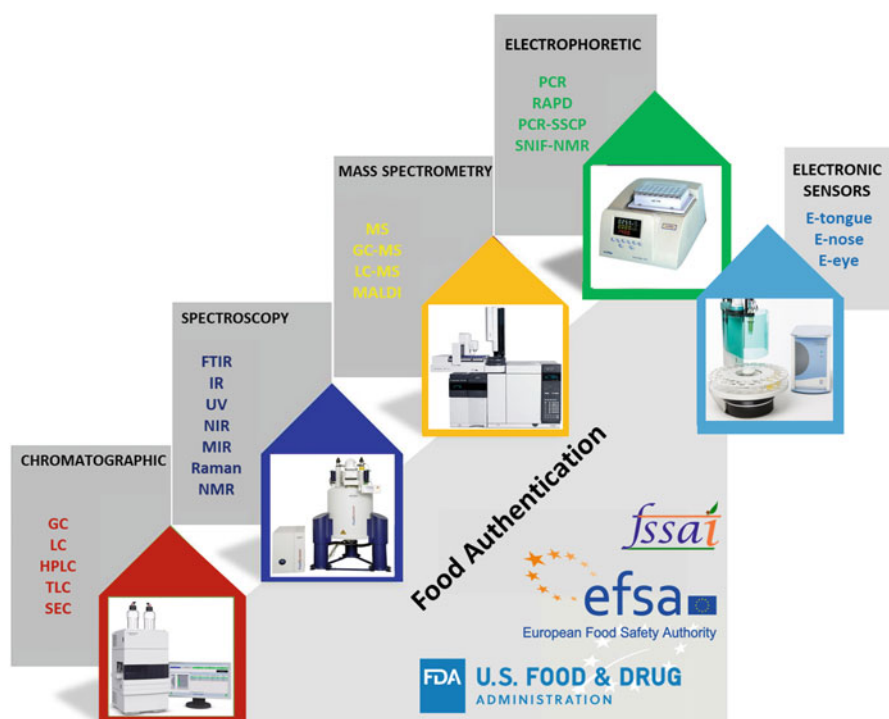 ELECTROPHORETIC
PCR
RAPD
PCR-SSCP
SNIF-NMR
ELECTRONIC
SENSORS
E-tongue
E-nose
E-eye
MASS SPECTROMETRY
MS
GC-MS
LC-MS
MALDI
SPECTROSCOPY
FTIR
IR
UV
NIR
MIR
Raman
NMR
CHROMATOGRAPHIC
GC
LC
HPLC
TLC
SEC
Food Authentication
fssai
efsa
European Food Safety Authority
FDA U.S. FOOD & DRUG
ADMINISTRATION